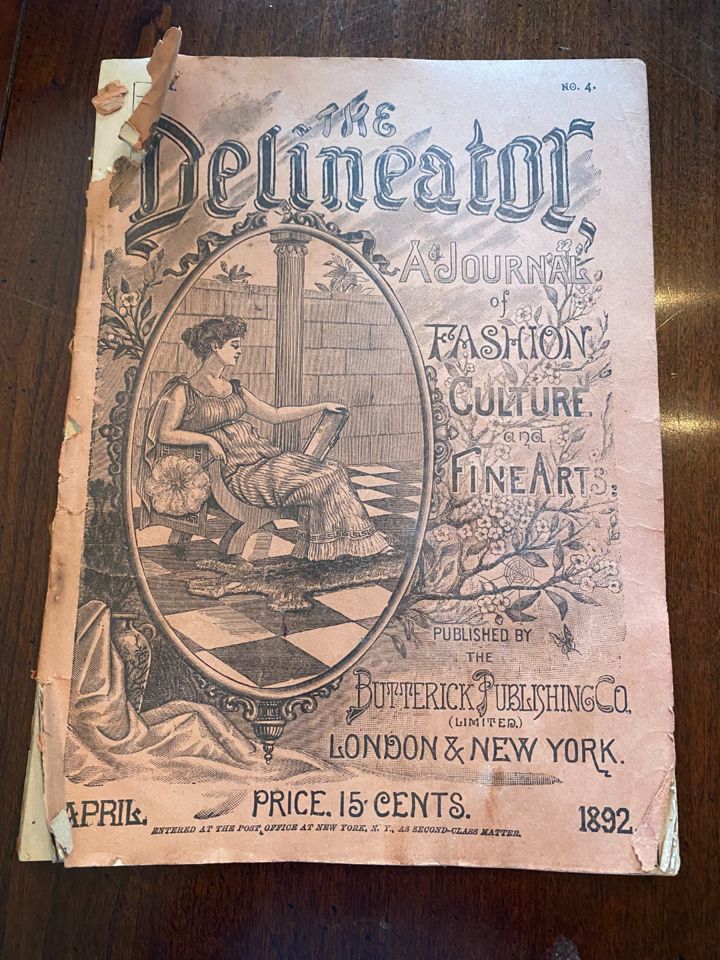 NO. 4.
THE
Delineator,
A JOURNAL
of
FASHION
CULTURE,
and
FINE ARTS.
PUBLISHED BY
THE
BUTTERICK PUBLISHING CO.
(LIMITED.)
LONDON & NEW YORK.
APRIL. PRICE, 15 CENTS. 1892.
ENTERED AT THE POST OFFICE AT NEW YORK, N. Y., AS SECOND-CLASS MATTER.